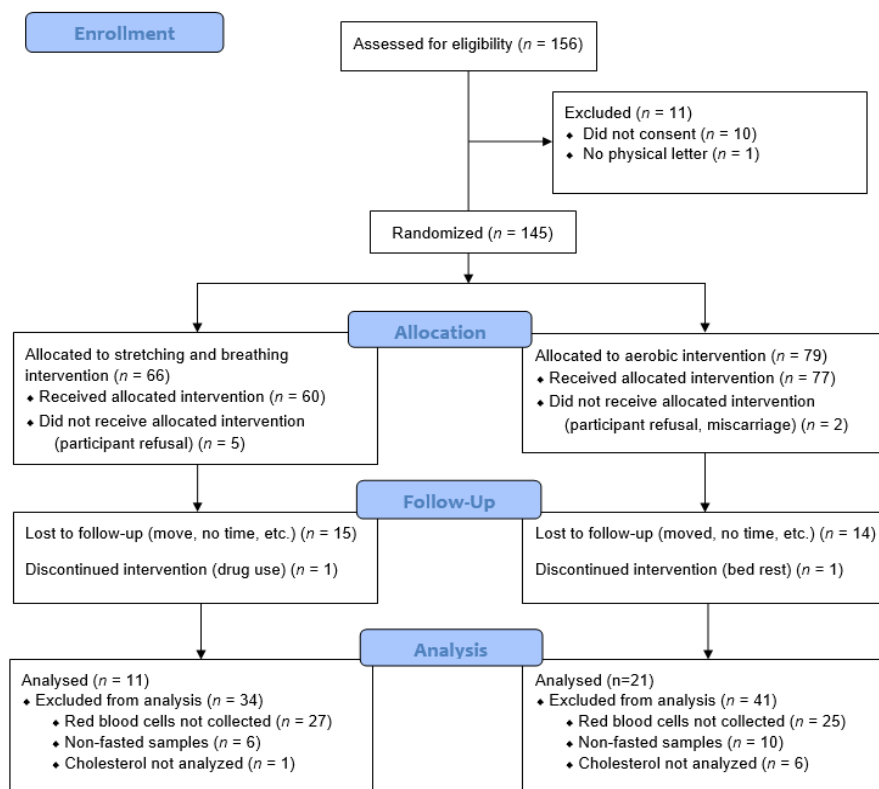 Enrollment
Assessed for eligibility (n = 156)
Excluded (n = 11)
⬥ Did not consent (n = 10)
⬥ No physical letter (n = 1)
Randomized (n = 145)
Allocation
Allocated to stretching and breathing
intervention (n = 66)
⬥ Received allocated intervention (n = 60)
⬥ Did not receive allocated intervention
(participant refusal) (n = 5)
Allocated to aerobic intervention (n = 79)
⬥ Received allocated intervention (n = 77)
⬥ Did not receive allocated intervention
(participant refusal, miscarriage) (n = 2)
Follow-Up
Lost to follow-up (move, no time, etc.) (n = 15)
Discontinued intervention (drug use) (n = 1)
Lost to follow-up (moved, no time, etc.) (n = 14)
Discontinued intervention (bed rest) (n = 1)
Analysis
Analysed (n = 11)
⬥ Excluded from analysis (n = 34)
⬥ Red blood cells not collected (n = 27)
⬥ Non-fasted samples (n = 6)
⬥ Cholesterol not analyzed (n = 1)
Analysed (n=21)
⬥ Excluded from analysis (n = 41)
⬥ Red blood cells not collected (n = 25)
⬥ Non-fasted samples (n = 10)
⬥ Cholesterol not analyzed (n = 6)